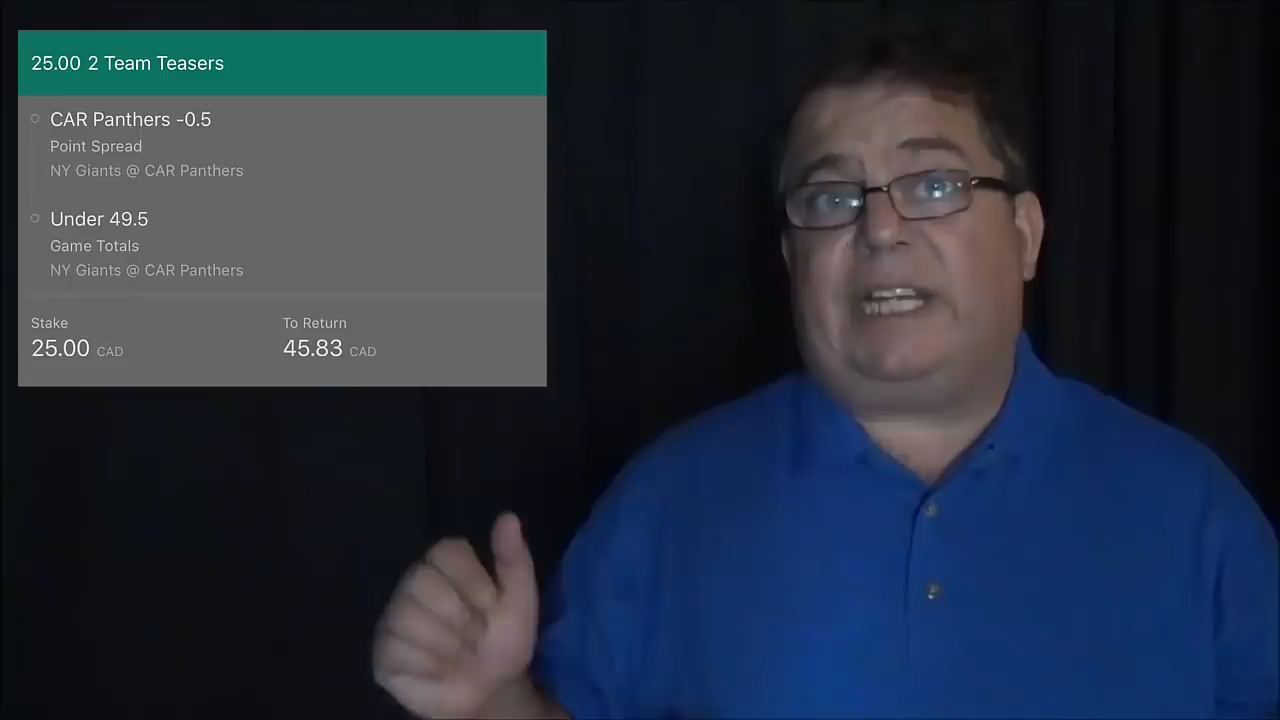 25.00 2 Team Teasers
CAR Panthers -0.5
Point Spread
NY Giants @ CAR Panthers
Under 49.5
Game Totals
NY Giants @ CAR Panthers
Stake To Return
25.00 CAD 45.83 CAD